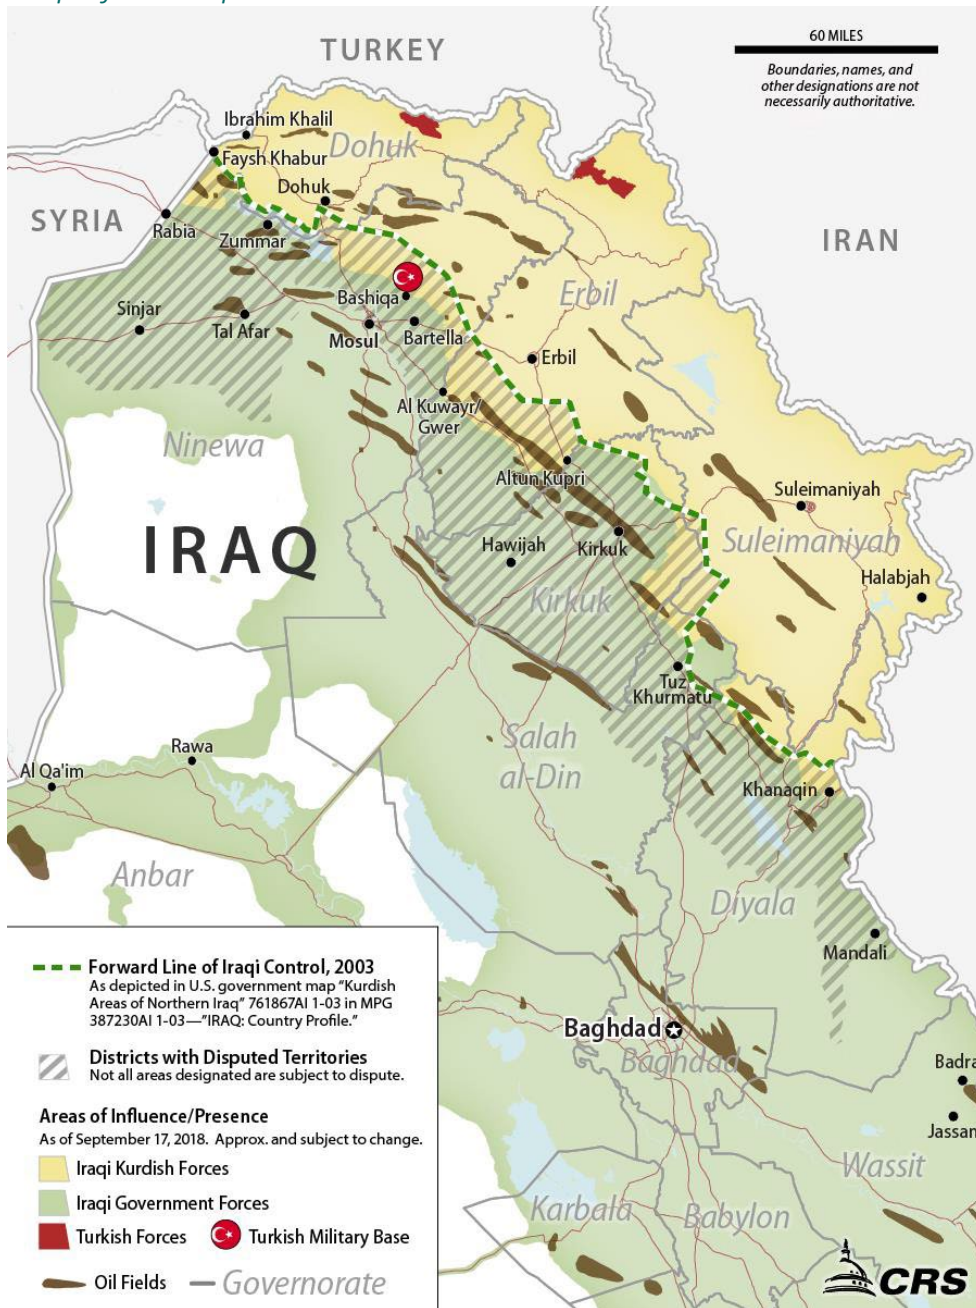 TURKEY
60 MILES
Boundaries, names, and
other designations are not
necessarily authoritative.
Ibrahim Khalil
Dohuk
Faysh Khabur
Dohuk
SYRIA
Rabia
Zummar
IRAN
Erbil
Bashiqa
Sinjar
Tal Afar
Mosul
Bartella
Erbil
Al Kuwayr/
Gwer
Ninewa
Altun Kupri
Suleimaniyah
IRAQ
Hawijah
Kirkuk
Suleimaniyah
Halabjah
Kirkuk
Tuz
Khurmatu
Salah
al-Din
Rawa
Al Qa'im
Khanaqin
Anbar
Diyala
Mandali
Forward Line of Iraqi Control, 2003
As depicted in U.S. government map "Kurdish
Areas of Northern Iraq" 761867AI 1-03 in MPG
387230AI 1-03—"IRAQ: Country Profile."
Baghdad
Baghdad
Districts with Disputed Territories
Not all areas designated are subject to dispute.
Badra
Jassan
Areas of Influence/Presence
As of September 17, 2018. Approx. and subject to change.
Iraqi Kurdish Forces
Iraqi Government Forces
Turkish Forces
Turkish Military Base
Wassit
Karbala
Babylon
Oil Fields
Governorate
CRS